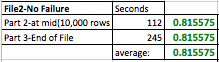 File2-No Failure Seconds
Part 2-at mid(10,000 rows 112 0.815575
Part 3-End of File 245 0.815575
average: 0.815575